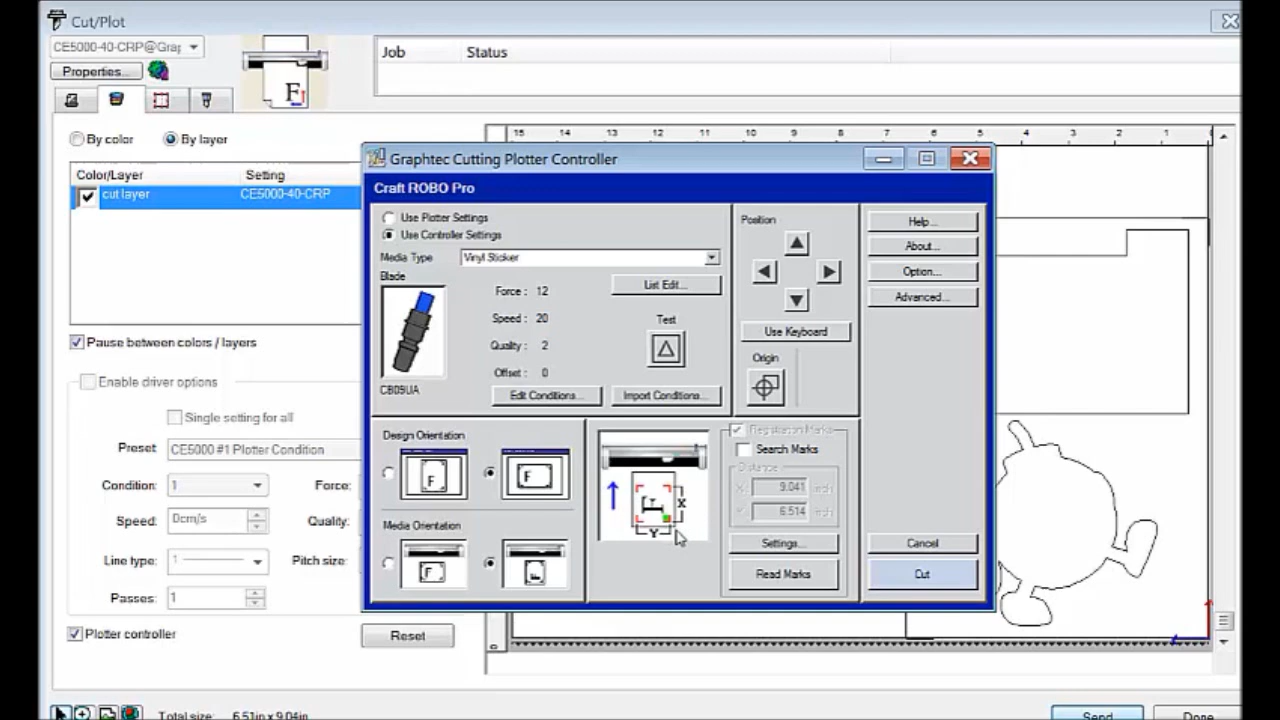 Cut/Plot
CE5000-40-CRP@Grap
Properties...
F
Job Status
By color By layer
Color/Layer Setting
cut layer CE5000-40-CRP
Pause between colors / layers
Enable driver options
Single setting for all
Preset: CE5000 #1 Plotter Condition
Condition: 1 Force:
Speed: 0cm/s Quality:
Line type: 1 Pitch size:
Passes: 1
Plotter controller
Reset
15 14 13 12 11 10 9 8 7 6 5 4 3 2 1
Graphtec Cutting Plotter Controller
Craft ROBO Pro
Use Plotter Settings
Use Controller Settings
Media Type Vinyl Sticker
Blade
CB09UA
Force : 12
Speed : 20
Quality : 2
Offset : 0
List Edit...
Test
Edit Conditions... Import Conditions...
Position
Use Keyboard
Origin
Help...
About...
Option...
Advanced...
Design Orientation
F F
Media Orientation
F F
X
Y
Registration Marks
Search Marks
Distance
X: 9.041 inch
Y: 6.514 inch
Settings...
Read Marks
Cancel
Cut
0
Total size: 6.51in x 9.04in
Send Done